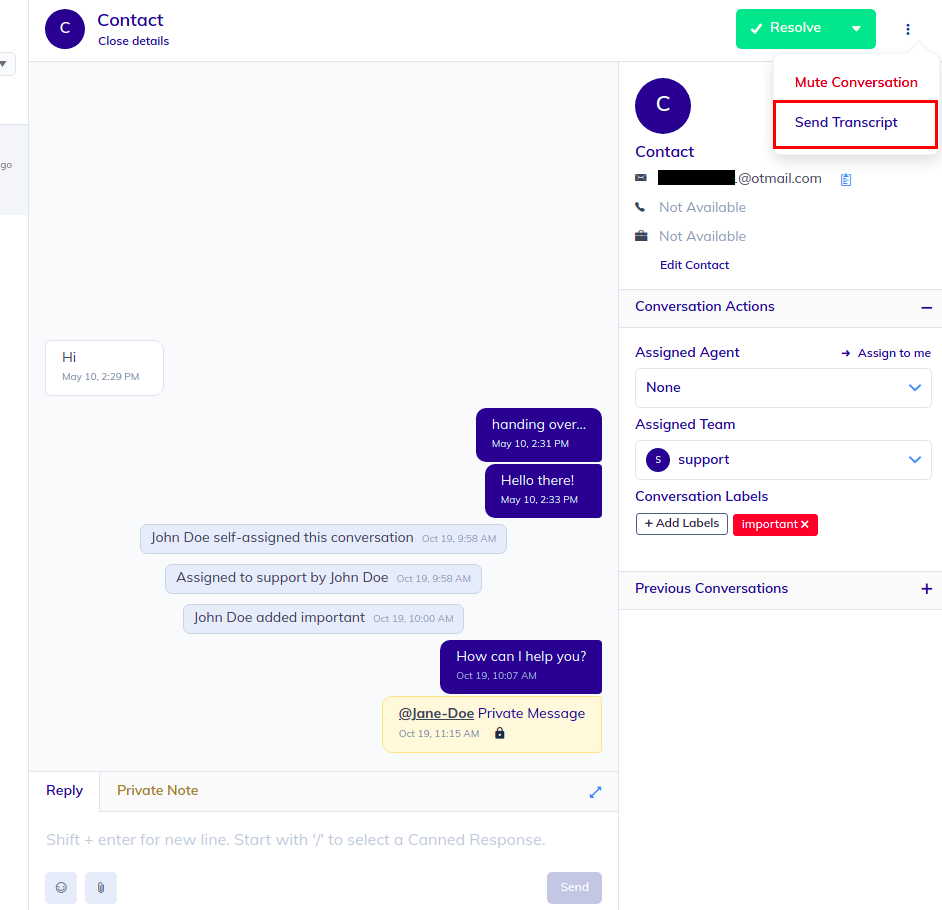 C
Contact
Close details
Resolve
Mute Conversation
Send Transcript
go
C
Contact
@otmail.com
Not Available
Not Available
Edit Contact
Conversation Actions
Assigned Agent
Assign to me
None
Assigned Team
S support
Conversation Labels
+ Add Labels important ×
Previous Conversations
Hi
May 10, 2:29 PM
handing over...
May 10, 2:31 PM
Hello there!
May 10, 2:33 PM
John Doe self-assigned this conversation Oct 19, 9:58 AM
Assigned to support by John Doe Oct 19, 9:58 AM
John Doe added important Oct 19, 10:00 AM
How can I help you?
Oct 19, 10:07 AM
@Jane-Doe Private Message
Oct 19, 11:15 AM
Reply Private Note
Shift + enter for new line. Start with '/' to select a Canned Response.
Send